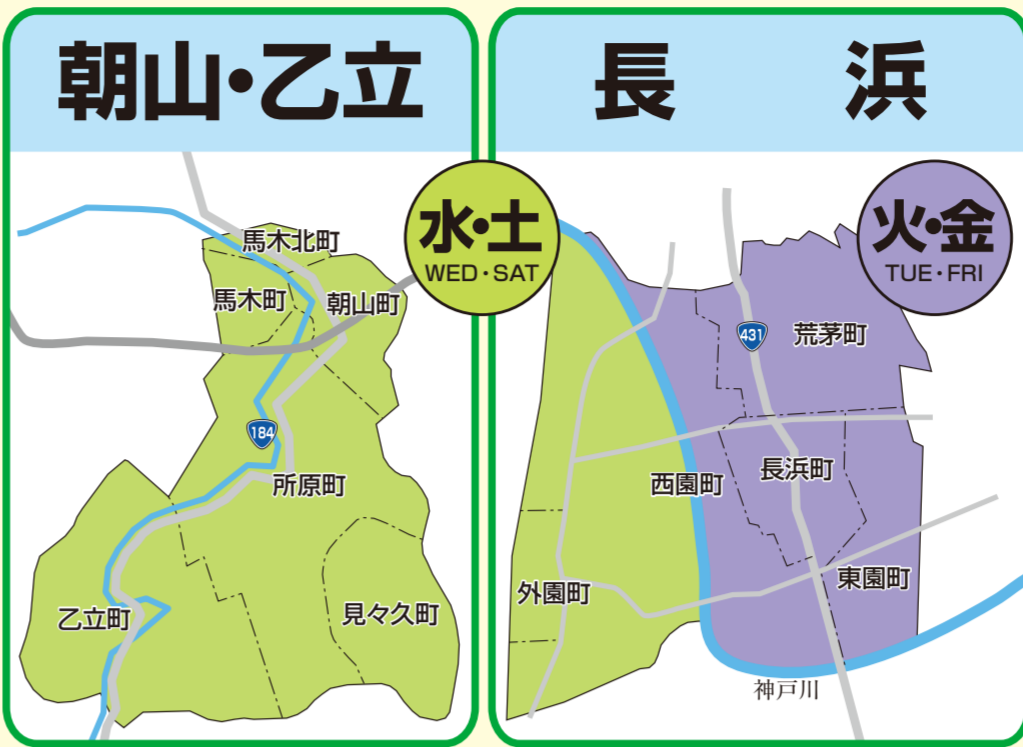 朝山・乙立
水・土
WED・SAT
馬木北町
馬木町
朝山町
184
所原町
乙立町
見々久町
長 浜
火・金
TUE・FRI
431
荒茅町
西園町
長浜町
外園町
東園町
神戸川